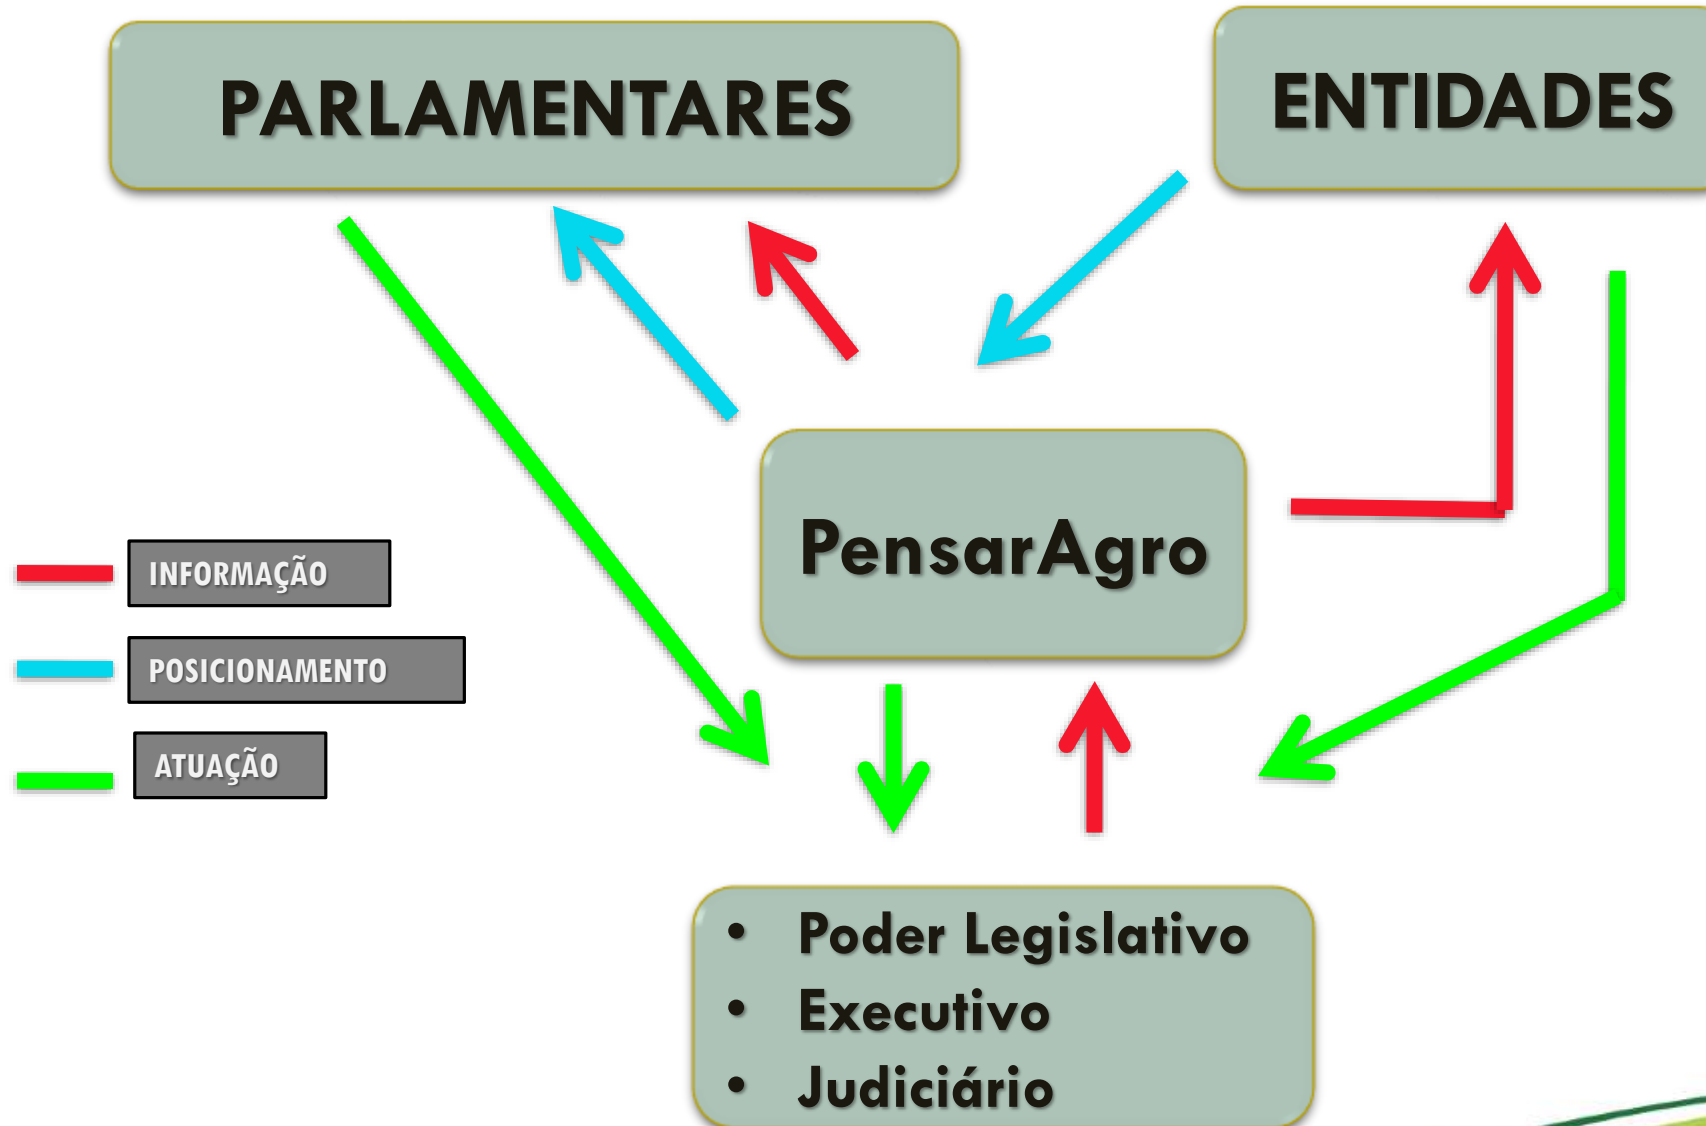 PARLAMENTARES
ENTIDADES
PensarAgro
INFORMAÇÃO
POSICIONAMENTO
ATUAÇÃO
• Poder Legislativo
• Executivo
• Judiciário